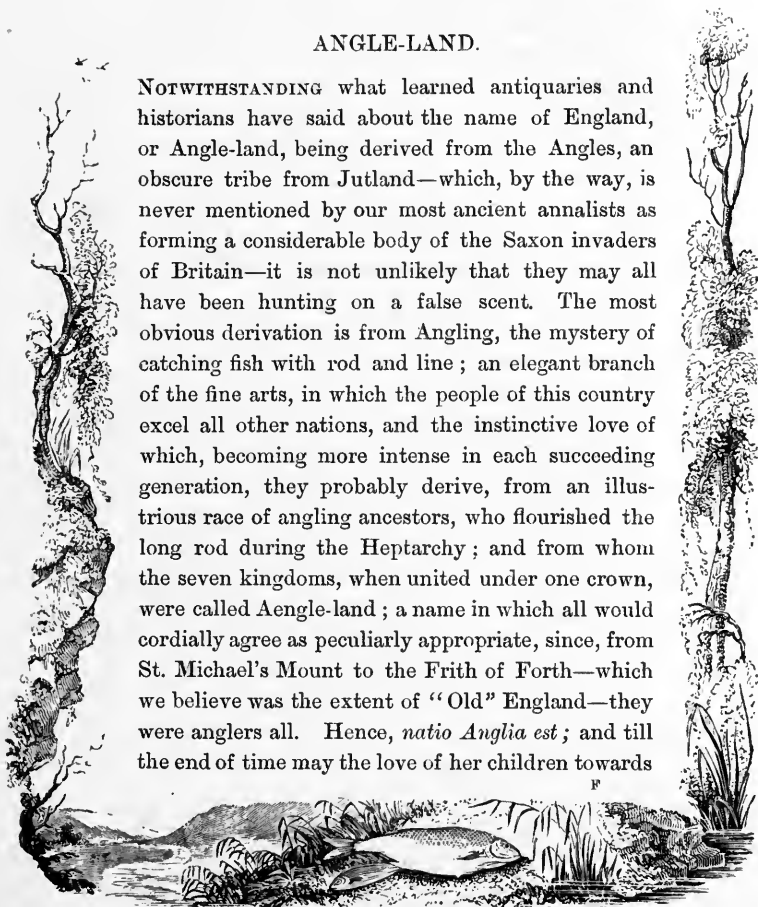 ANGLE-LAND.
NOTWITHSTANDING what learned antiquaries and
historians have said about the name of England,
or Angle-land, being derived from the Angles, an
obscure tribe from Jutland—which, by the way, is
never mentioned by our most ancient annalists as
forming a considerable body of the Saxon invaders
of Britain—it is not unlikely that they may all
have been hunting on a false scent. The most
obvious derivation is from Angling, the mystery of
catching fish with rod and line; an elegant branch
of the fine arts, in which the people of this country
excel all other nations, and the instinctive love of
which, becoming more intense in each succeeding
generation, they probably derive, from an illus-
trious race of angling ancestors, who flourished the
long rod during the Heptarchy; and from whom
the seven kingdoms, when united under one crown,
were called Aengle-land; a name in which all would
cordially agree as peculiarly appropriate, since, from
St. Michael's Mount to the Frith of Forth—which
we believe was the extent of “Old” England—they
were anglers all. Hence, natio Anglia est; and till
the end of time may the love of her children towards
F